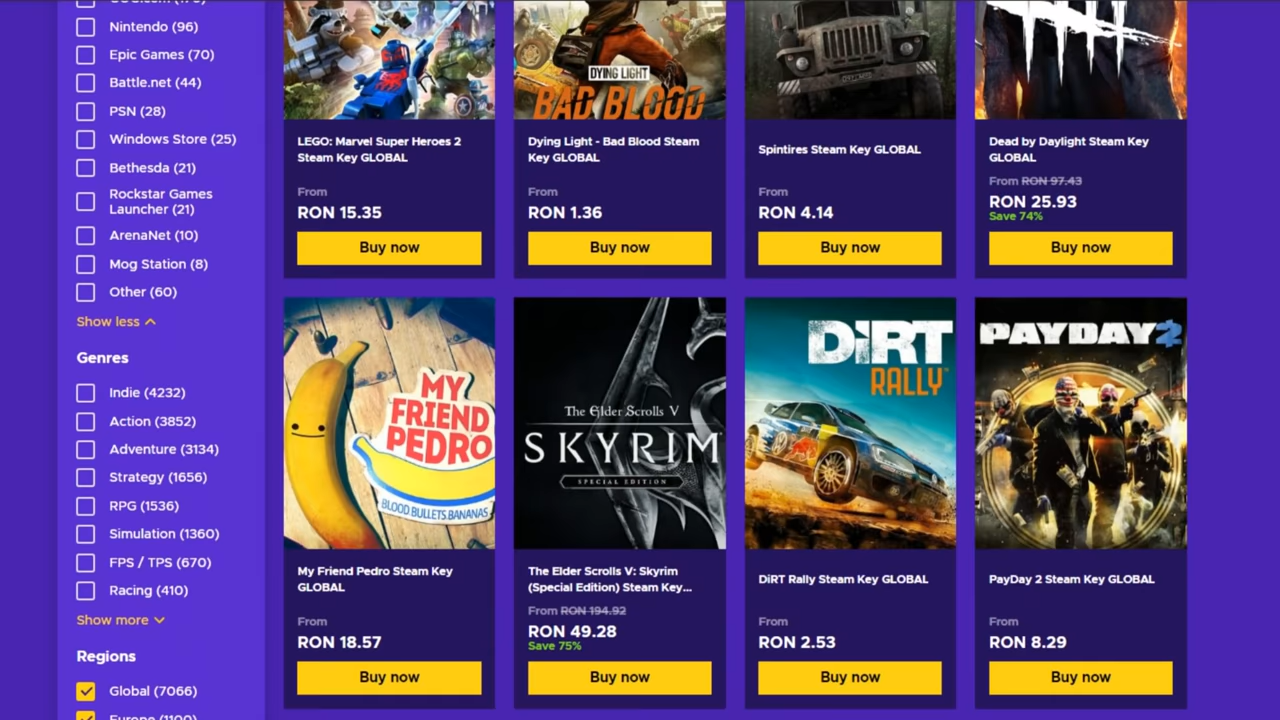 Nintendo (96)
Epic Games (70)
Battle.net (44)
PSN (28)
Windows Store (25)
Bethesda (21)
Rockstar Games
Launcher (21)
ArenaNet (10)
Mog Station (8)
Other (60)
Show less
Genres
Indie (4232)
Action (3852)
Adventure (3134)
Strategy (1656)
RPG (1536)
Simulation (1360)
FPS / TPS (670)
Racing (410)
Show more
Regions
Global (7066)
Europe (1100)
LEGO: Marvel Super Heroes 2
Steam Key GLOBAL
From
RON 15.35
Buy now
DYING LIGHT
BAD BLOOD
Dying Light - Bad Blood Steam
Key GLOBAL
From
RON 1.36
Buy now
Spintires Steam Key GLOBAL
From
RON 4.14
Buy now
Dead by Daylight Steam Key
GLOBAL
From RON 97.43
RON 25.93
Save 74%
Buy now
MY
FRIEND
PEDRO
BLOOD BULLETS BANANAS
My Friend Pedro Steam Key
GLOBAL
From
RON 18.57
Buy now
The Elder Scrolls V
SKYRIM
SPECIAL EDITION
The Elder Scrolls V: Skyrim
(Special Edition) Steam Key...
From RON 194.92
RON 49.28
Save 75%
Buy now
DiRT
RALLY
DiRT Rally Steam Key GLOBAL
From
RON 2.53
Buy now
PAYDAY 2
PayDay 2 Steam Key GLOBAL
From
RON 8.29
Buy now